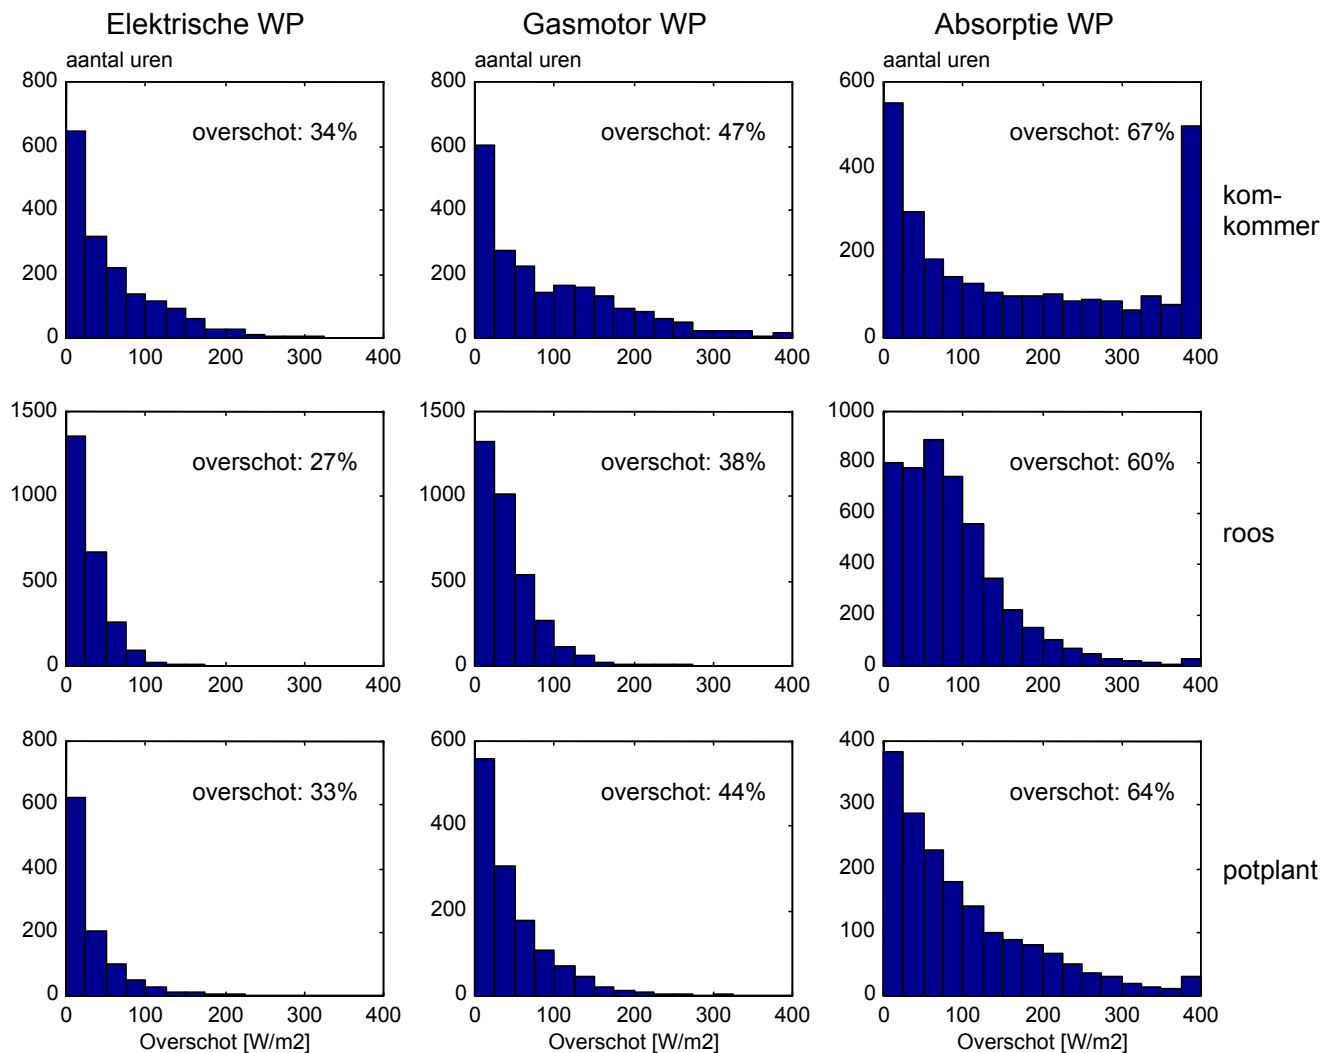 Elektrische WP
Gasmotor WP
Absorptie WP
aantal uren
aantal uren
aantal uren
800
600
400
200
0
0 100 200 300 400
overschot: 34%
800
600
400
200
0
0 100 200 300 400
overschot: 47%
600
500
400
300
200
100
0
0 100 200 300 400
overschot: 67%
kom-
kommer
1500
1000
500
0
0 100 200 300 400
overschot: 27%
1500
1000
500
0
0 100 200 300 400
overschot: 38%
1000
800
600
400
200
0
0 100 200 300 400
overschot: 60%
roos
800
600
400
200
0
0 100 200 300 400
overschot: 33%
Overschot [W/m2]
600
400
200
0
0 100 200 300 400
overschot: 44%
Overschot [W/m2]
400
300
200
100
0
0 100 200 300 400
overschot: 64%
Overschot [W/m2]
potplant